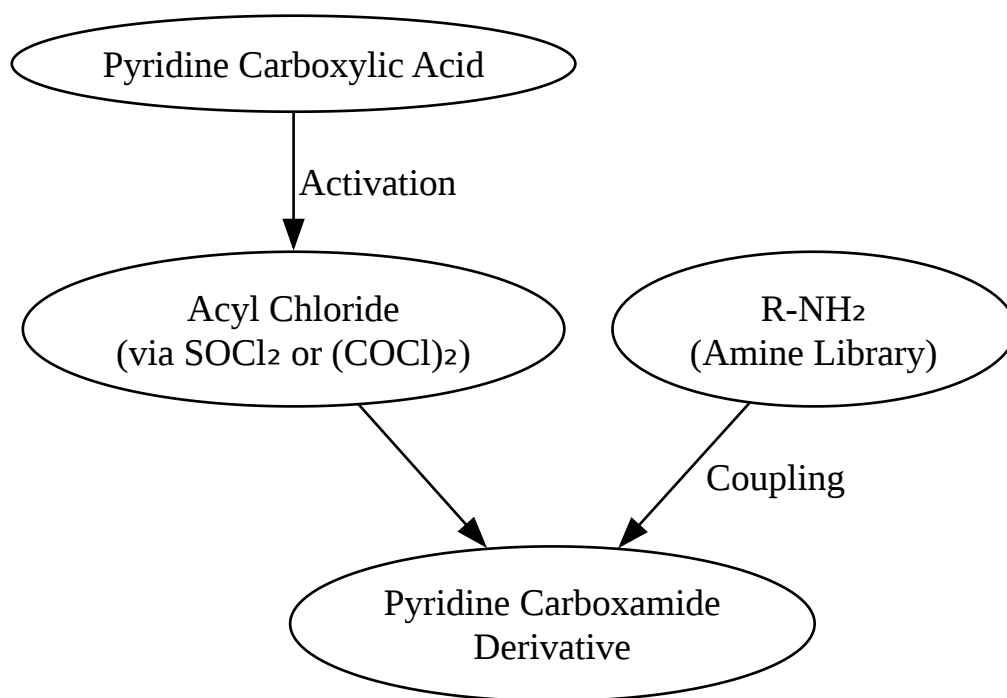 Pyridine Carboxylic Acid
Activation
Acyl Chloride
(via SOCl₂ or (COCl)₂)
R-NH₂
(Amine Library)
Coupling
Pyridine Carboxamide
Derivative